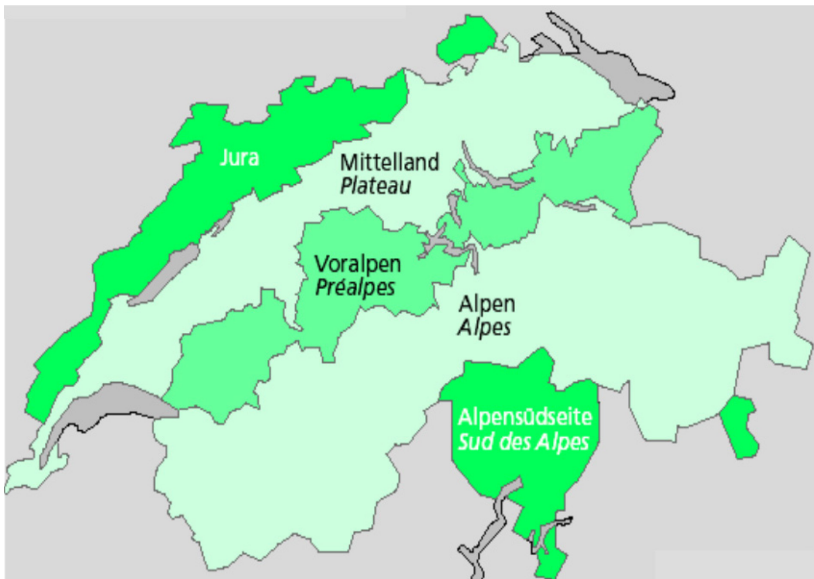 Jura
Mittelland
Plateau
Voralpen
Préalpes
Alpen
Alpes
Alpensüdseite
Sud des Alpes